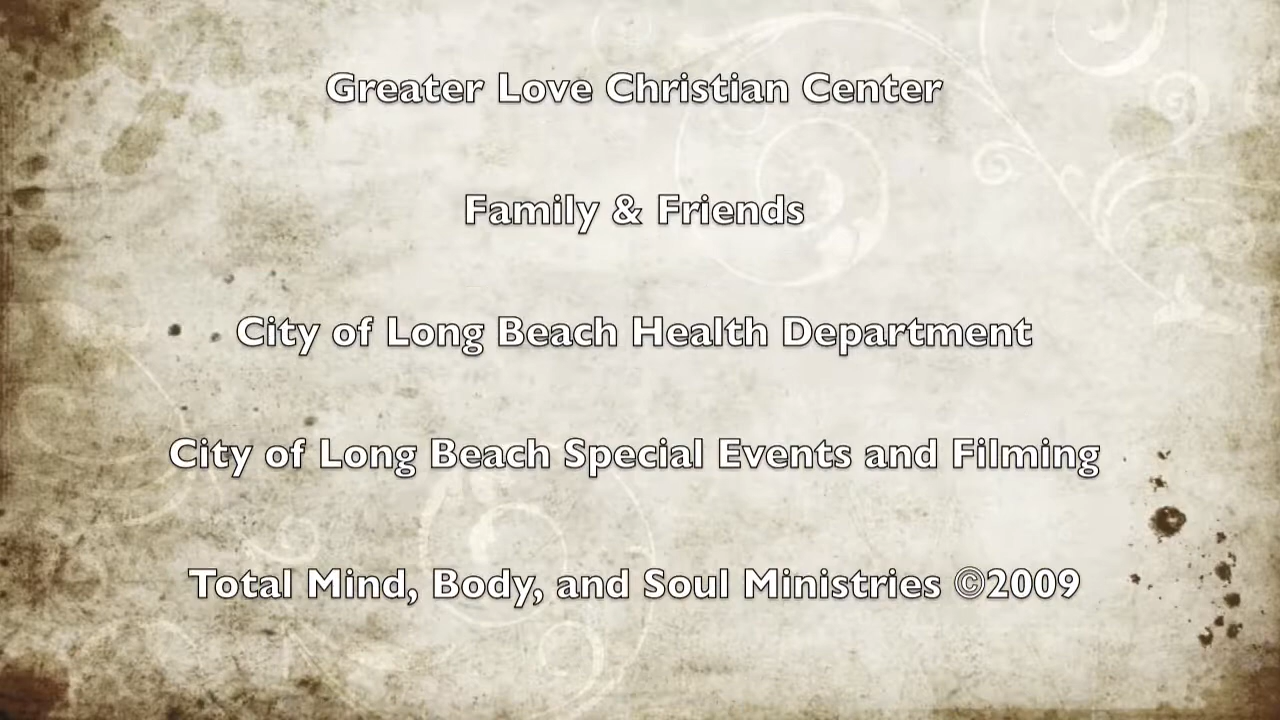 Greater Love Christian Center
Family & Friends
City of Long Beach Health Department
City of Long Beach Special Events and Filming
Total Mind, Body, and Soul Ministries ©2009